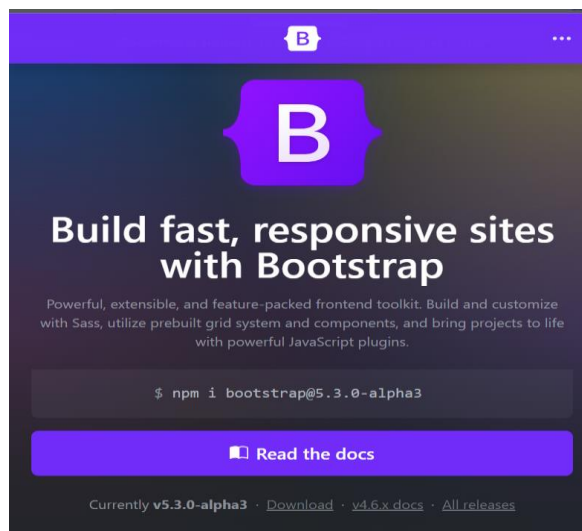 B
B
Build fast, responsive sites
with Bootstrap
Powerful, extensible, and feature-packed frontend toolkit. Build and customize
with Sass, utilize prebuilt grid system and components, and bring projects to life
with powerful JavaScript plugins.
$ npm i bootstrap@5.3.0-alpha3
Read the docs
Currently v5.3.0-alpha3 · Download · v4.6.x docs · All releases